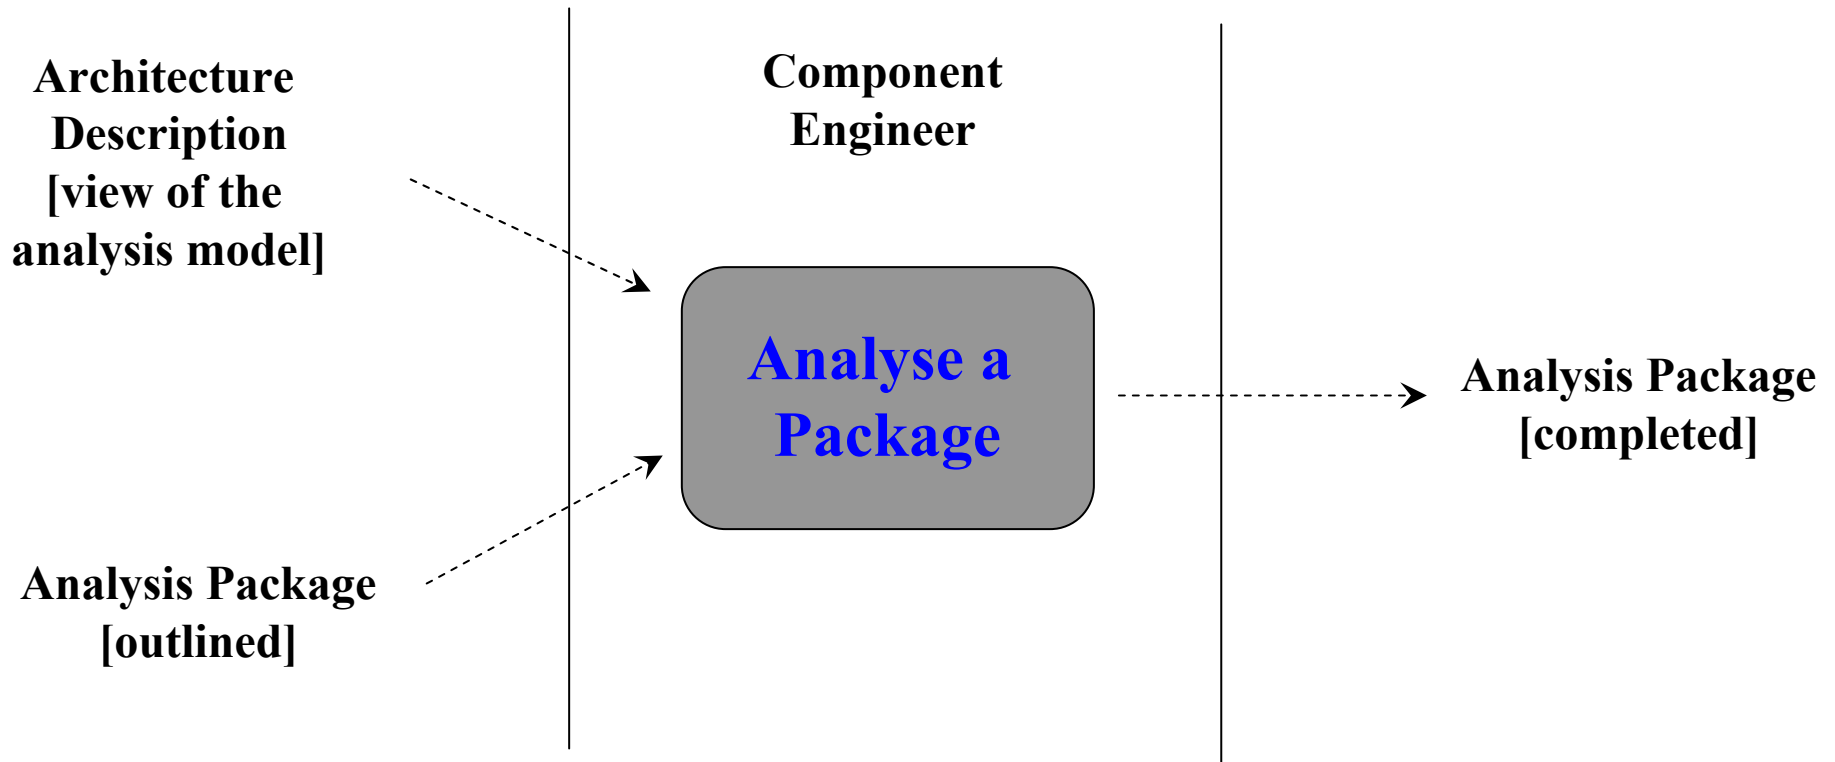 Architecture
Description
[view of the
analysis model]
Component
Engineer
Analyse a
Package
Analysis Package
[outlined]
Analysis Package
[completed]